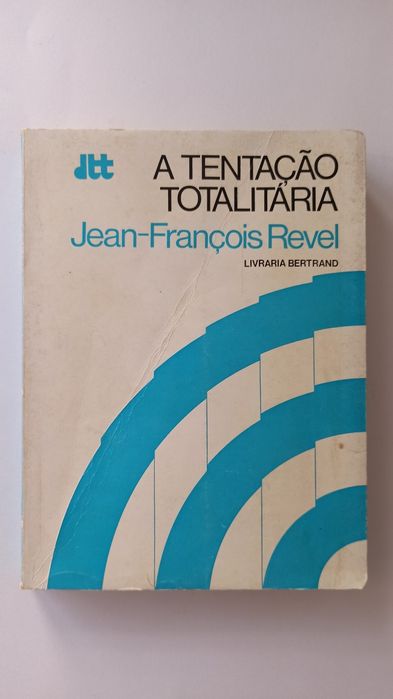 dtt
A TENTAÇÃO
TOTALITÁRIA
Jean-François Revel
LIVRARIA BERTRAND